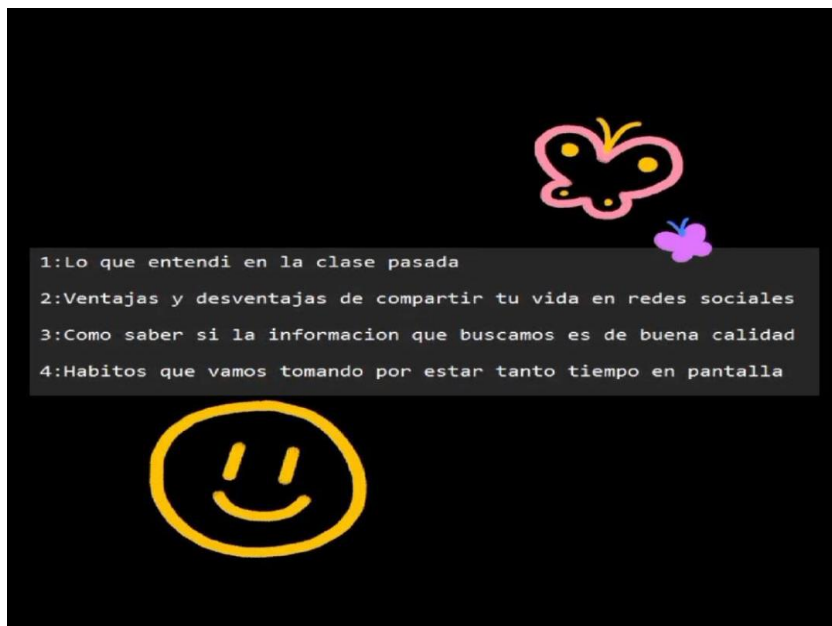 1:Lo que entendi en la clase pasada
2:Ventajas y desventajas de compartir tu vida en redes sociales
3:Como saber si la informacion que buscamos es de buena calidad
4:Habitos que vamos tomando por estar tanto tiempo en pantalla